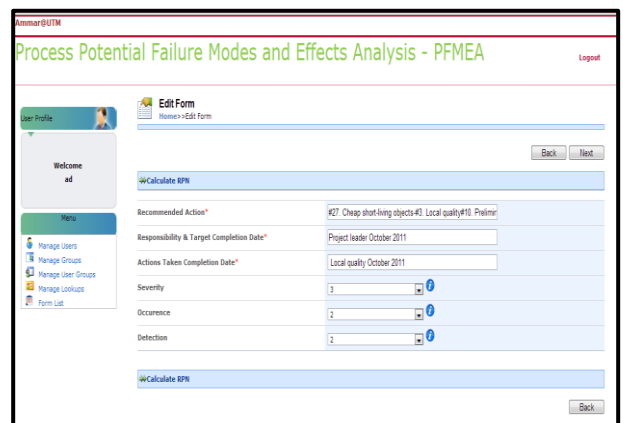 Ammar@UTM
Process Potential Failure Modes and Effects Analysis - PFMEA
Logout
User Profile
Edit Form
Home>>Edit Form
Welcome
ad
Back Next
Calculate RPN
Menu
Manage Users
Manage Groups
Manage User Groups
Manage Lookups
Form List
Recommended Action* #27. Cheap short-living objects-#3. Local quality#10. Prelimir
Responsibility & Target Completion Date* Project leader October 2011
Actions Taken Completion Date* Local quality October 2011
Severity 3
Occurence 2
Detection 2
Calculate RPN
Back